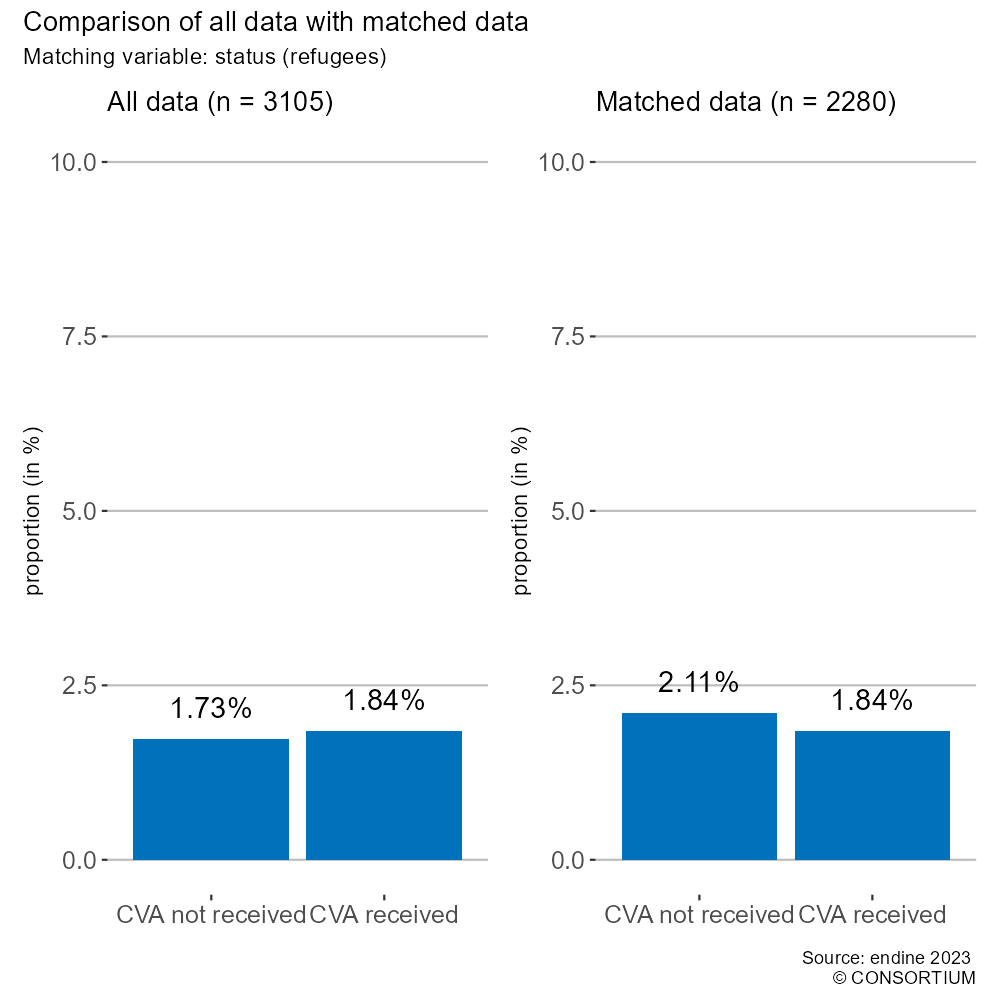 Comparison of all data with matched data
Matching variable: status (refugees)
All data (n = 3105)
10.0
7.5
5.0
2.5
0.0
proportion (in %)
1.73%
1.84%
CVA not received
CVA received
Matched data (n = 2280)
10.0
7.5
5.0
2.5
0.0
proportion (in %)
2.11%
1.84%
CVA not received
CVA received
Source: endine 2023
© CONSORTIUM